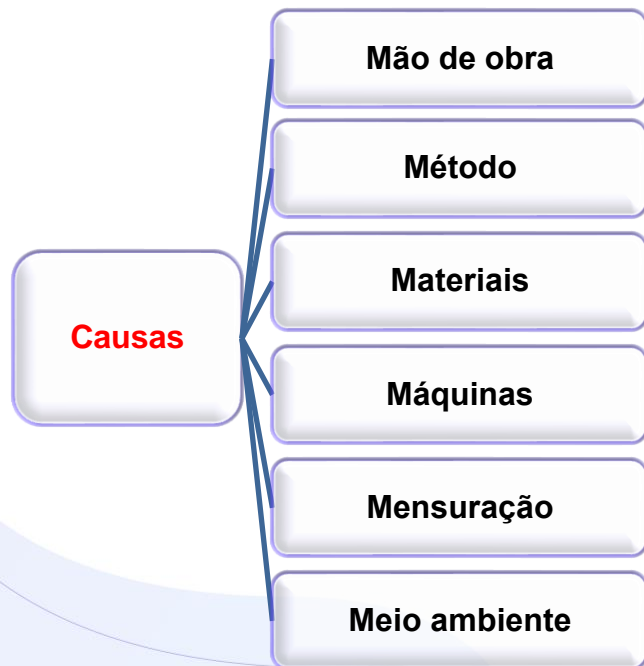 Causas
Mão de obra
Método
Materiais
Máquinas
Mensuração
Meio ambiente